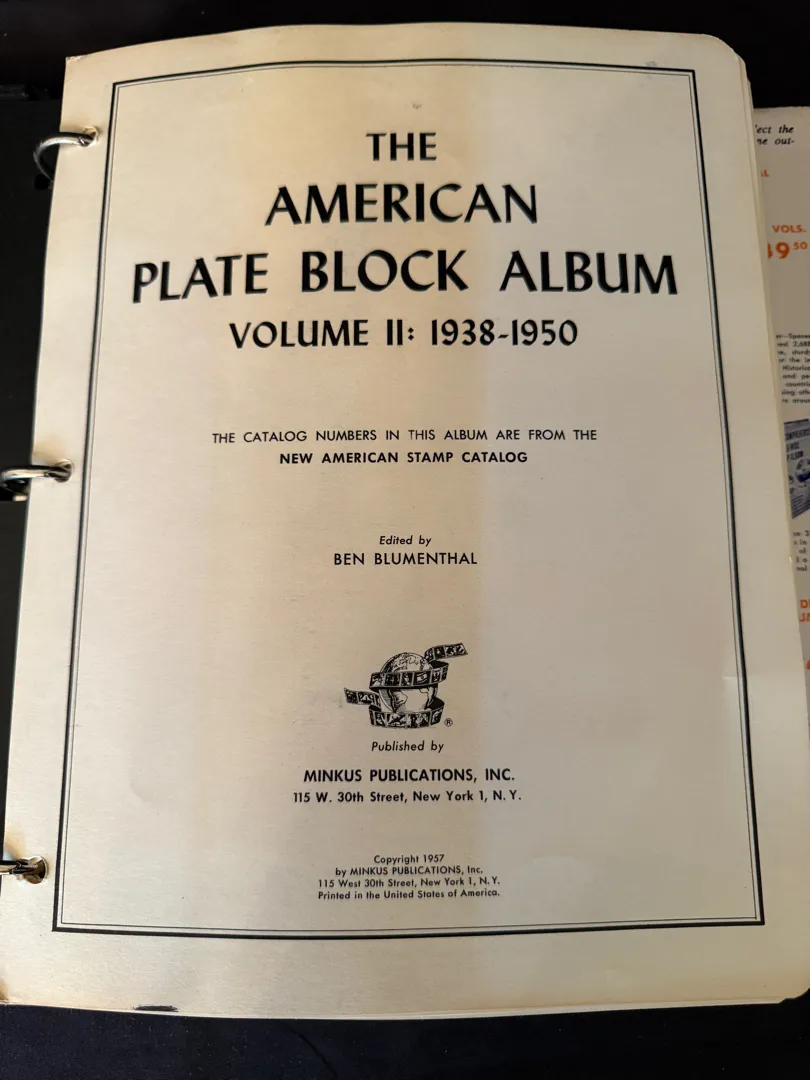 THE
AMERICAN
PLATE BLOCK ALBUM
VOLUME II: 1938-1950
THE CATALOG NUMBERS IN THIS ALBUM ARE FROM THE
NEW AMERICAN STAMP CATALOG
Edited by
BEN BLUMENTHAL
®
Published by
MINKUS PUBLICATIONS, INC.
115 W. 30th Street, New York 1, N. Y.
Copyright 1957
by MINKUS PUBLICATIONS, Inc.
115 West 30th Street, New York 1, N. Y.
Printed in the United States of America.
the
out-
VOLS.
50